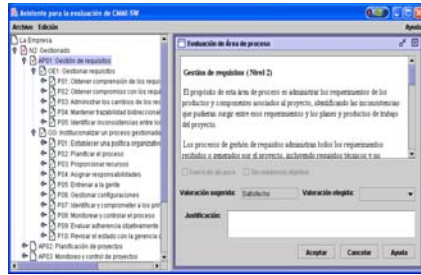 Asistente para la evaluación de CMMI SW
Archivo Edición Ayuda
La Empresa
N2: Gestionado
AP01: Gestión de requisitos
OE1: Gestionar requisitos
P01: Obtener comprensión de los requi
P02: Obtener compromiso con los requi
P03: Administrar los cambios de los rec
P04: Mantener trazabilidad bidireccional
P05: Identificar inconsistencias entre los
OG: Institucionalizar un proceso gestionado
P01: Establecer una política organizativ
P02: Planificar el proceso
P03: Proporcionar recursos
P04: Asignar responsabilidades
P05: Entrenar a la gente
P06: Gestionar configuraciones
P07: Identificar y comprometer a los prin
P08: Monitorear y controlar el proceso
P09: Evaluar adherencia objetivamente
P10: Revisar el estado con la gerencia d
AP02: Planificación de proyectos
AP03: Monitoreo y control de proyectos
Evaluación de Área de proceso
Gestión de requisitos ( Nivel 2)
El propósito de esta área de proceso es administrar los requerimientos de los
productos y componentes asociados al proyecto, identificando las inconsistencias
que pudieran surgir entre esos requerimientos y los planes y productos de trabajo
del proyecto.
Los procesos de gestión de requisitos administran todos los requerimientos
recibidos o generados por el proyecto, incluyendo requisitos técnicos y no
Fuera de alcance
Valoración sugerida: Satisfecho Valoración elegida:
Justificación:
Aceptar Cancelar Ayuda